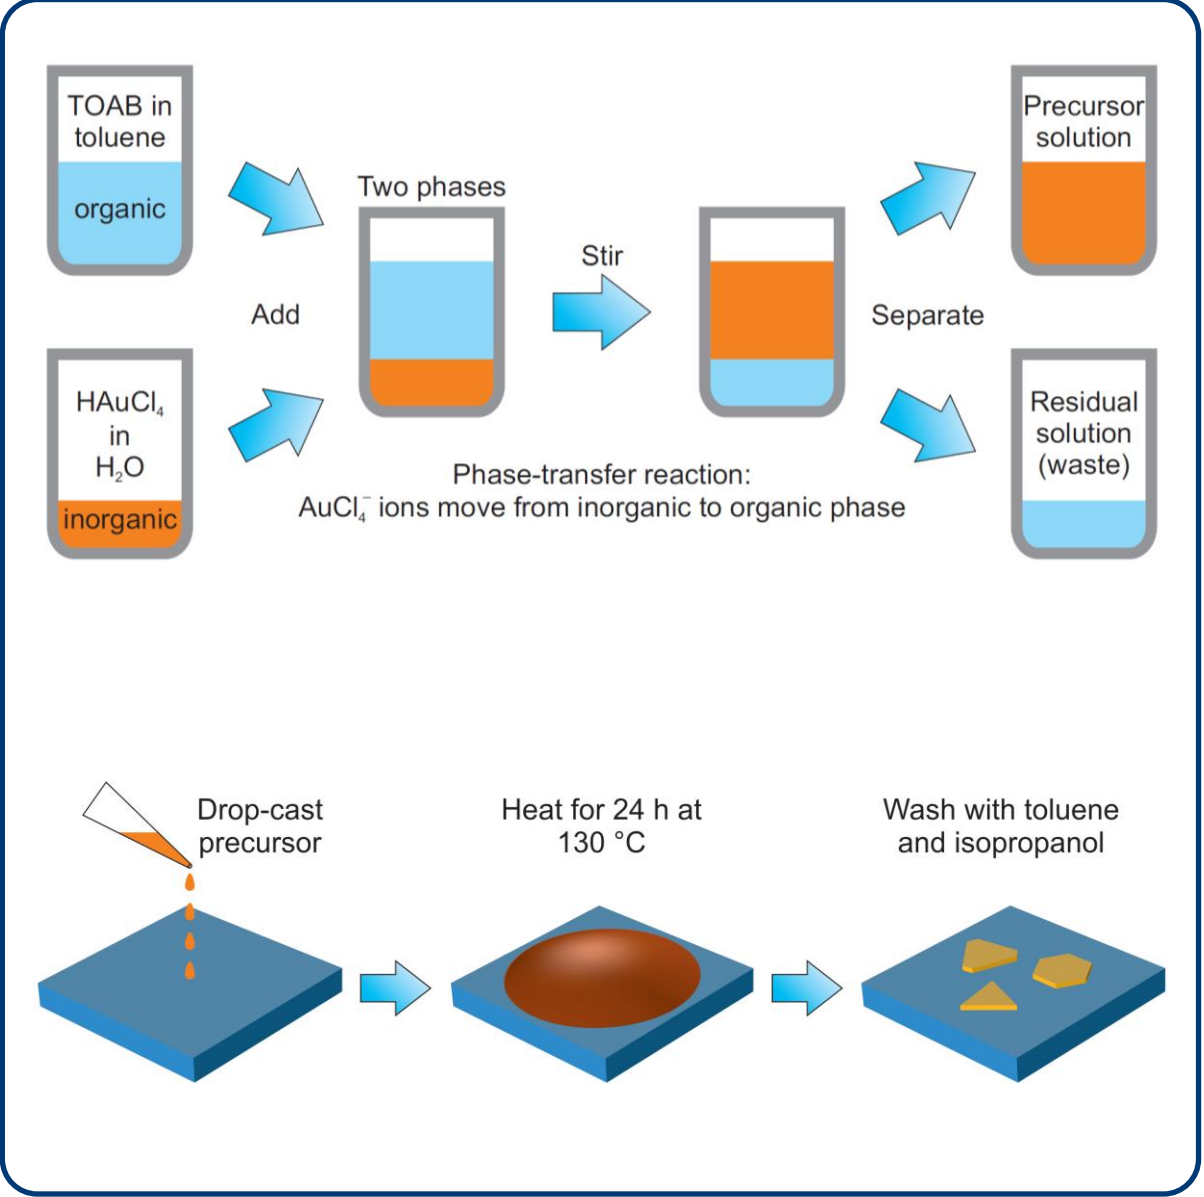 TOAB in
toluene
organic
Add
HAuCl₄
in
H₂O
inorganic
Two phases
Stir
Phase-transfer reaction:
AuCl₄⁻ ions move from inorganic to organic phase
Separate
Precursor
solution
Residual
solution
(waste)
Drop-cast
precursor
Heat for 24 h at
130 °C
Wash with toluene
and isopropanol